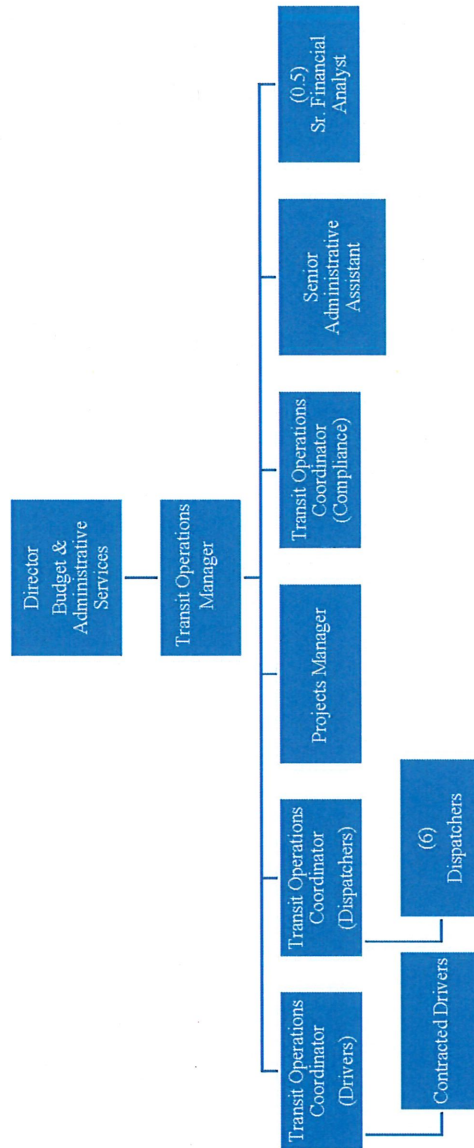 Director
Budget &
Administrative
Services
Transit Operations
Manager
Transit Operations
Coordinator
(Drivers)
Transit Operations
Coordinator
(Dispatchers)
Projects Manager
Transit Operations
Coordinator
(Compliance)
Senior
Administrative
Assistant
(0.5)
Sr. Financial
Analyst
Contracted Drivers
(6)
Dispatchers